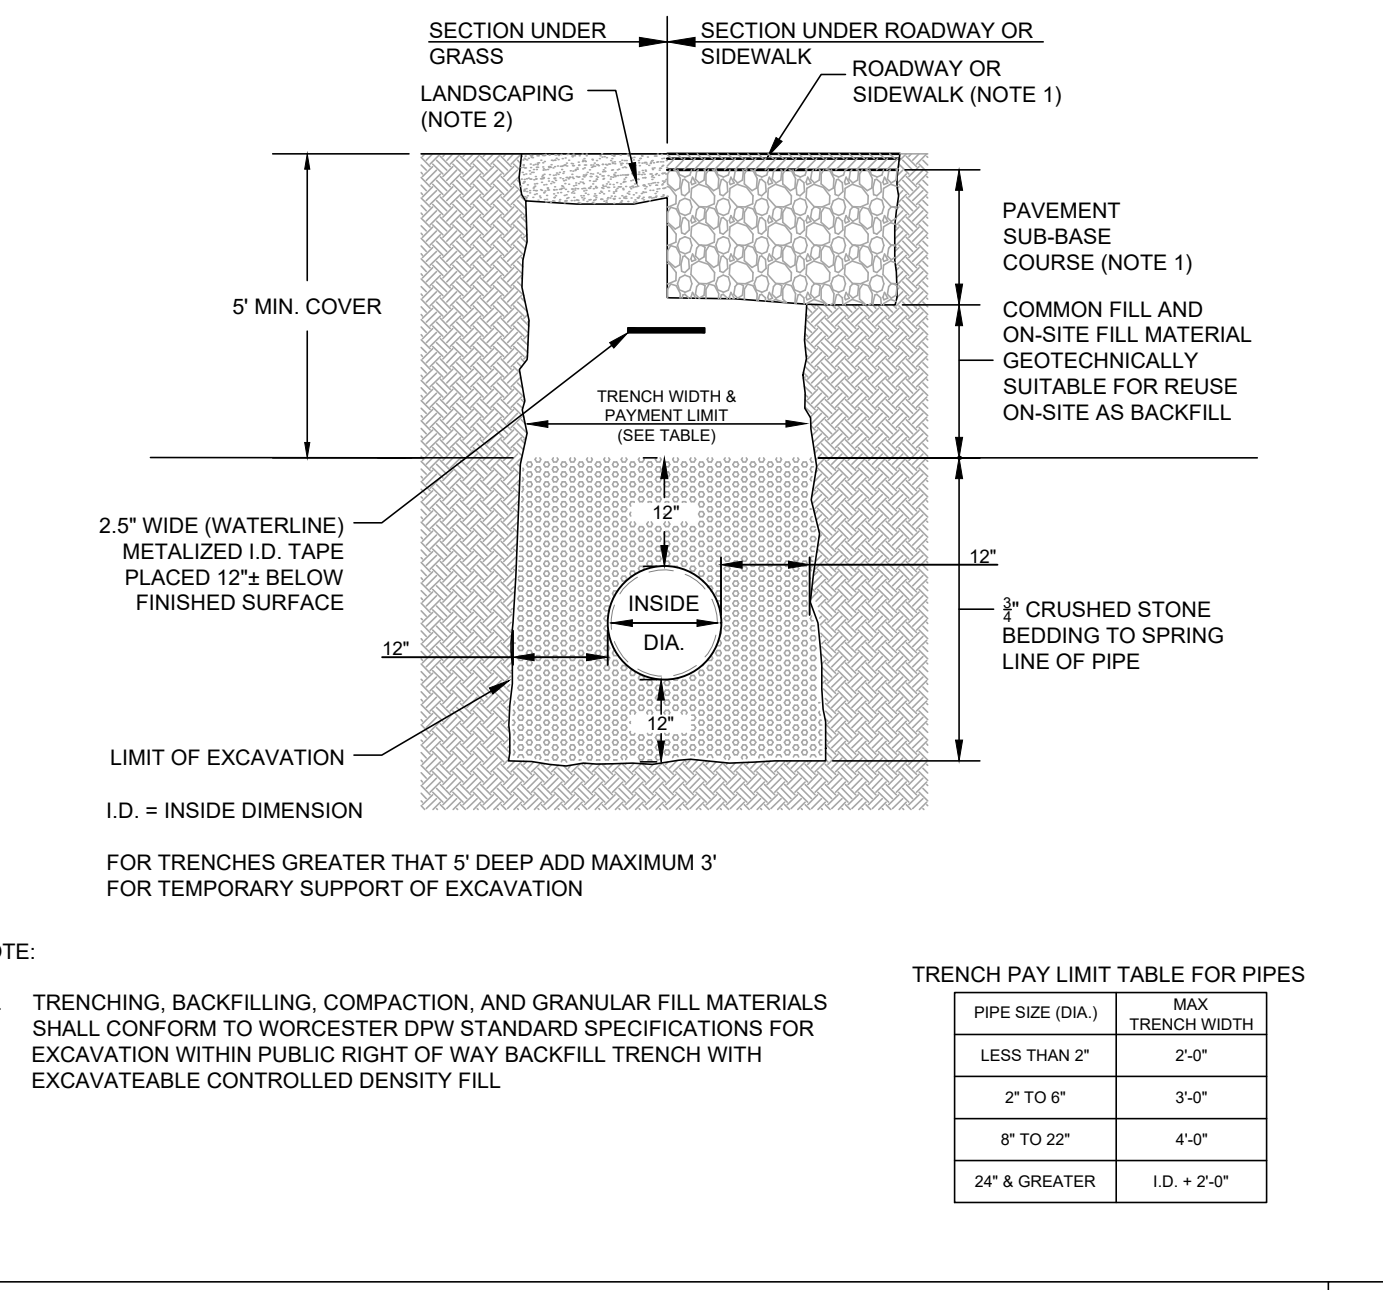 SECTION UNDER
GRASS
SECTION UNDER ROADWAY OR
SIDEWALK
ROADWAY OR
SIDEWALK (NOTE 1)
LANDSCAPING
(NOTE 2)
PAVEMENT
SUB-BASE
COURSE (NOTE 1)
5' MIN. COVER
COMMON FILL AND
ON-SITE FILL MATERIAL
GEOTECHNICALLY
SUITABLE FOR REUSE
ON-SITE AS BACKFILL
TRENCH WIDTH &
PAYMENT LIMIT
(SEE TABLE)
2.5" WIDE (WATERLINE)
METALIZED I.D. TAPE
PLACED 12"± BELOW
FINISHED SURFACE
12"
12"
INSIDE
DIA.
3/4" CRUSHED STONE
BEDDING TO SPRING
LINE OF PIPE
12"
12"
LIMIT OF EXCAVATION
I.D. = INSIDE DIMENSION
FOR TRENCHES GREATER THAT 5' DEEP ADD MAXIMUM 3'
FOR TEMPORARY SUPPORT OF EXCAVATION
OTE:
TRENCHING, BACKFILLING, COMPACTION, AND GRANULAR FILL MATERIALS
SHALL CONFORM TO WORCESTER DPW STANDARD SPECIFICATIONS FOR
EXCAVATION WITHIN PUBLIC RIGHT OF WAY BACKFILL TRENCH WITH
EXCAVATEABLE CONTROLLED DENSITY FILL
TRENCH PAY LIMIT TABLE FOR PIPES
PIPE SIZE (DIA.) MAX
TRENCH WIDTH
LESS THAN 2" 2'-0"
2" TO 6" 3'-0"
8" TO 22" 4'-0"
24" & GREATER I.D. + 2'-0"